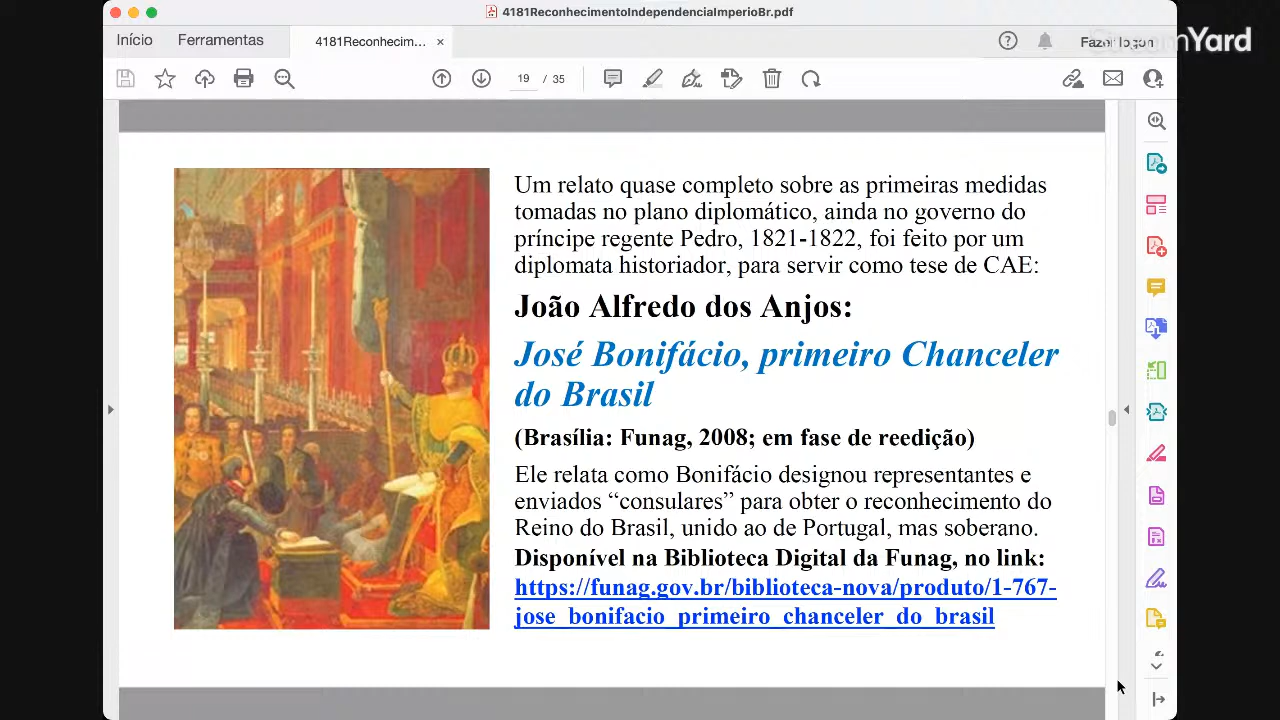 4181ReconhecimentoIndependenciaImperioBr.pdf
Início Ferramentas 4181Reconhecim... × Fazer logon
Yard
19 / 35
Um relato quase completo sobre as primeiras medidas
tomadas no plano diplomático, ainda no governo do
príncipe regente Pedro, 1821-1822, foi feito por um
diplomata historiador, para servir como tese de CAE:
João Alfredo dos Anjos:
José Bonifácio, primeiro Chanceler
do Brasil
(Brasília: Funag, 2008; em fase de reedição)
Ele relata como Bonifácio designou representantes e
enviados “consulares” para obter o reconhecimento do
Reino do Brasil, unido ao de Portugal, mas soberano.
Disponível na Biblioteca Digital da Funag, no link:
https://funag.gov.br/biblioteca-nova/produto/1-767-
jose_bonifacio_primeiro_chanceler_do_brasil